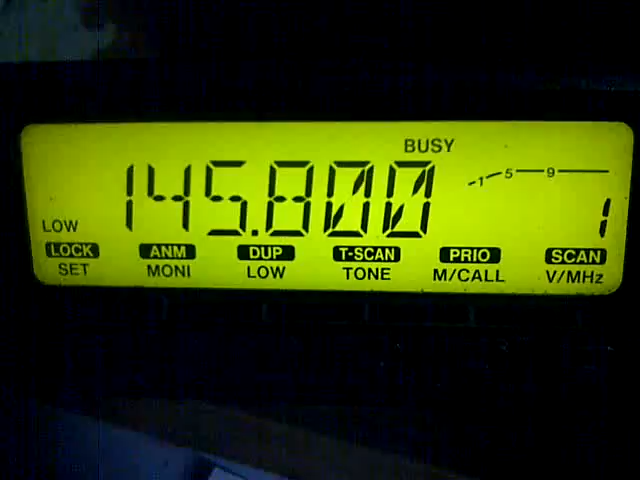 BUSY
145.800
1 5 9
LOW 1
LOCK ANM DUP T-SCAN PRIO SCAN
SET MONI LOW TONE M/CALL V/MHz